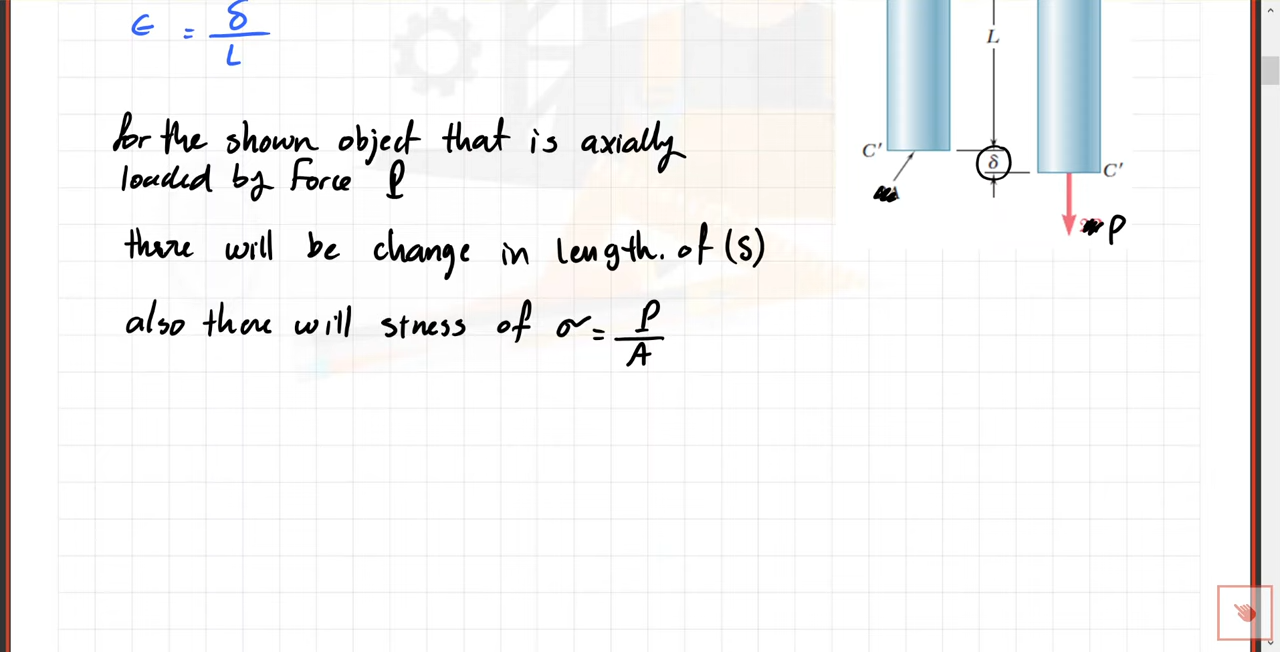 ϵ = δ / L
for the shown object that is axially
loaded by force P
there will be change in length. of (δ)
also there will stress of σ = P / A
L
C'
δ
A
C'
P